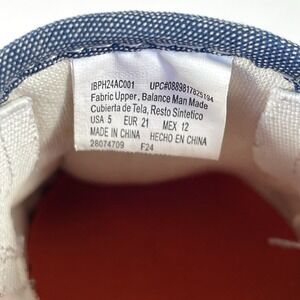 IBPH24AC001 UPC#0889817625194
Fabric Upper, Balance Man Made
Cubierta de Tela, Resto Sintetico
USA 5 EUR 21 MEX 12
MADE IN CHINA HECHO EN CHINA
28074709 F24